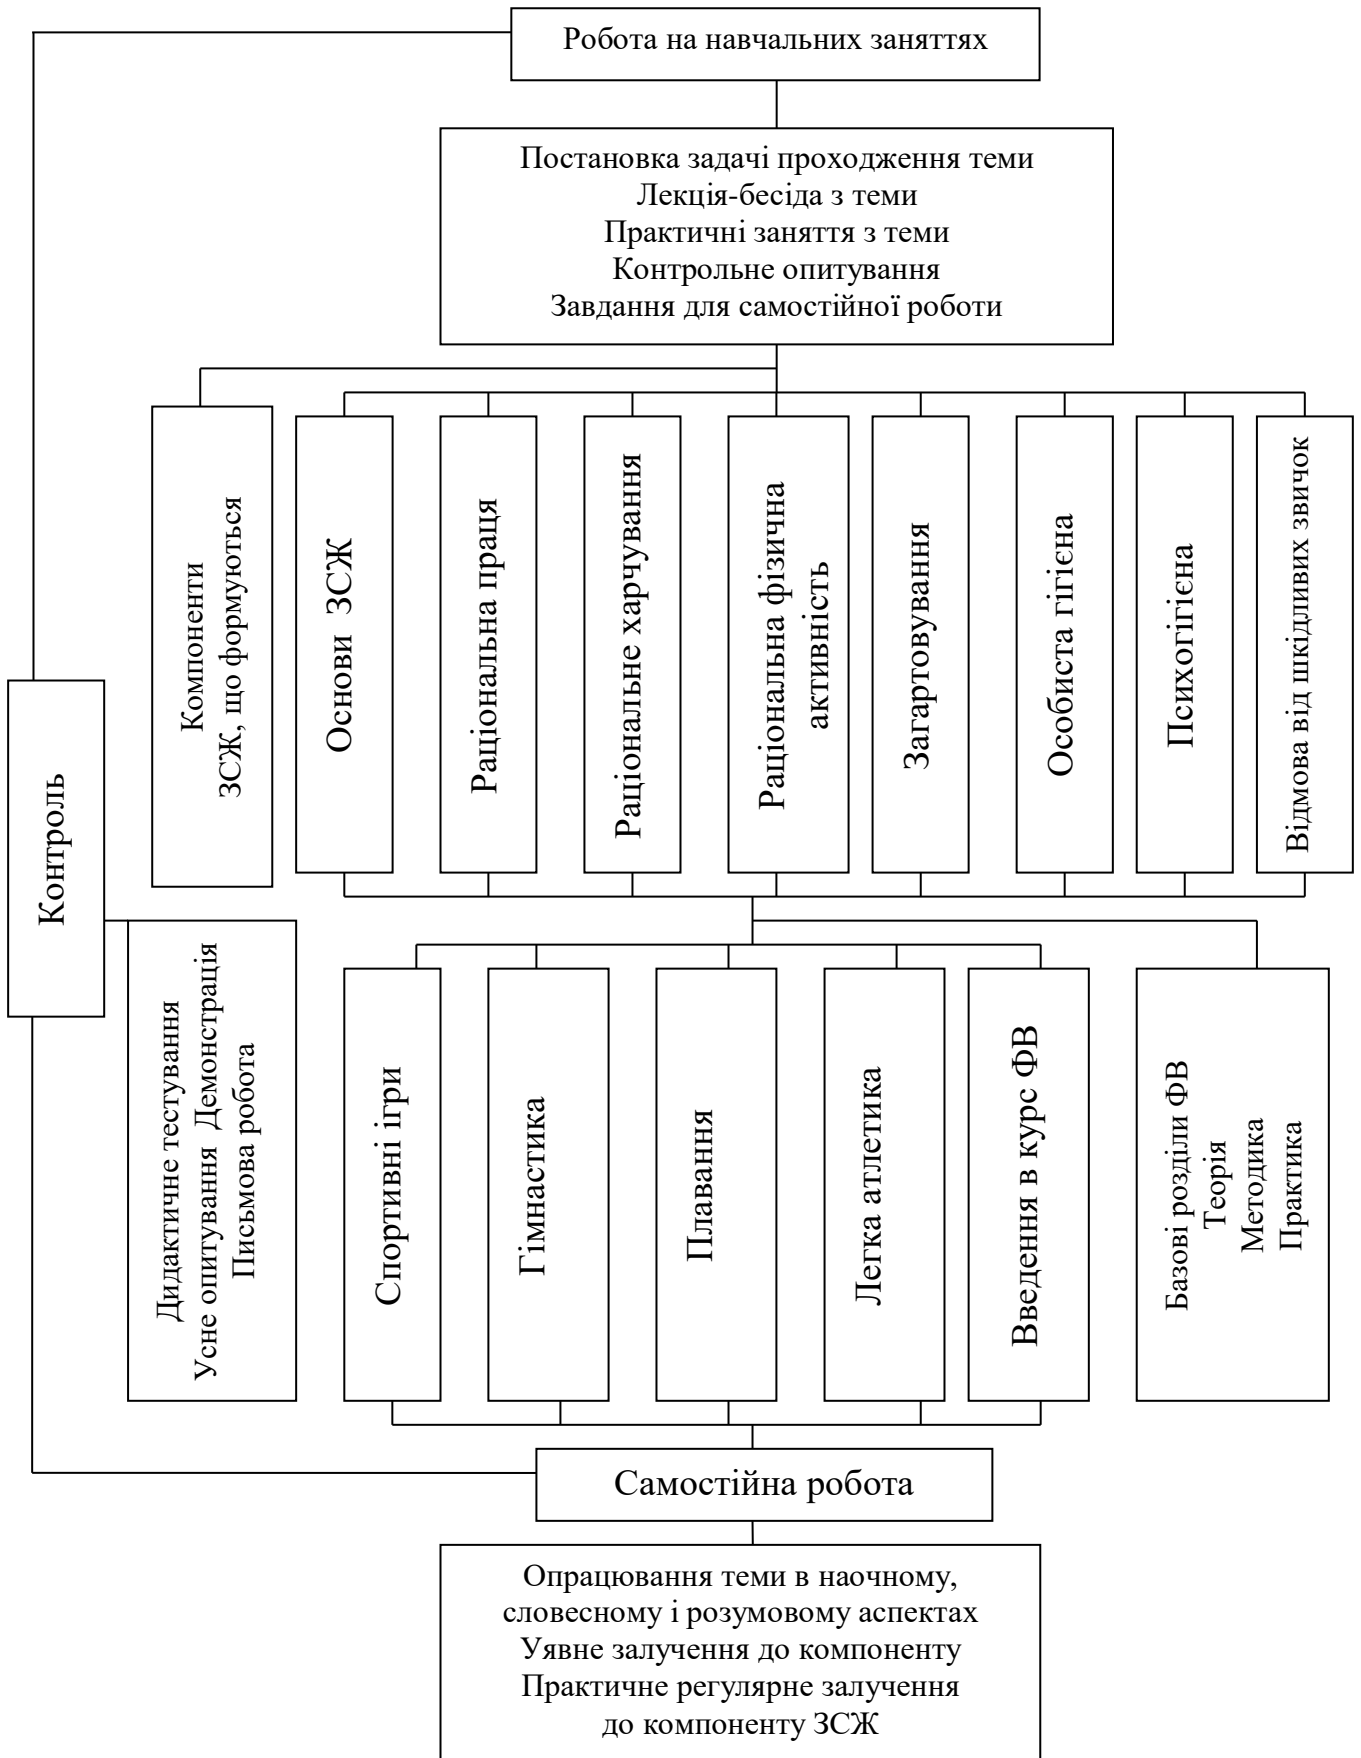 Робота на навчальних заняттях
Постановка задачі проходження теми
Лекція-бесіда з теми
Практичні заняття з теми
Контрольне опитування
Завдання для самостійної роботи
Контроль
Компоненти
ЗСЖ, що формуються
Основи ЗСЖ
Раціональна праця
Раціональне харчування
Раціональна фізична
активність
Загартовування
Особиста гігієна
Психогігієна
Відмова від шкідливих звичок
Дидактичне тестування
Усне опитування Демонстрація
Письмова робота
Спортивні ігри
Гімнастика
Плавання
Легка атлетика
Введення в курс ФВ
Базові розділи ФВ
Теорія
Методика
Практика
Самостійна робота
Опрацювання теми в наочному,
словесному і розумовому аспектах
Уявне залучення до компоненту
Практичне регулярне залучення
до компоненту ЗСЖ